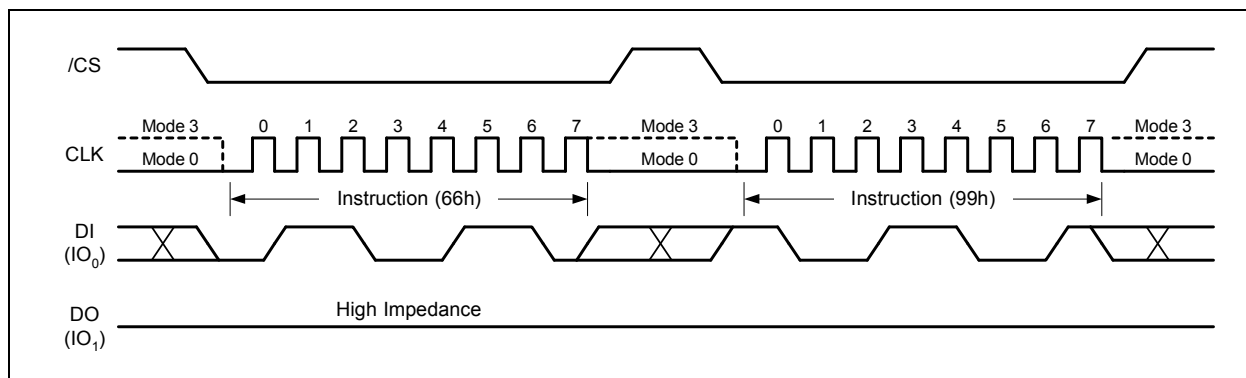 /CS
Mode 3 0 1 2 3 4 5 6 7 Mode 3 0 1 2 3 4 5 6 7 Mode 3
CLK Mode 0 Mode 0 Mode 0
Instruction (66h) Instruction (99h)
DI
(IO₀)
High Impedance
DO
(IO₁)